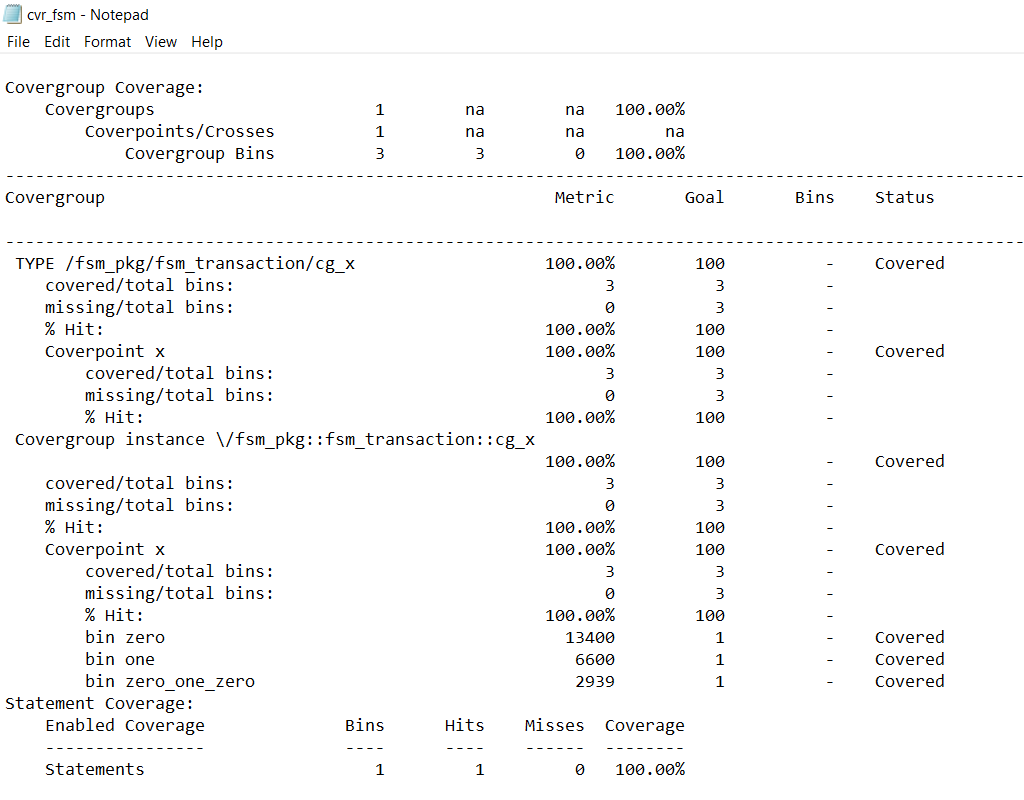 cvr_fsm - Notepad
File Edit Format View Help
Covergroup Coverage:
    Covergroups                      1        na        na   100.00%
        Coverpoints/Crosses          1        na        na        na
            Covergroup Bins          3         3         0   100.00%
------------------------------------------------------------------------------------------------------
Covergroup                                             Metric       Goal       Bins    Status
------------------------------------------------------------------------------------------------------
 TYPE /fsm_pkg/fsm_transaction/cg_x                   100.00%        100          -    Covered
    covered/total bins:                                     3          3          -
    missing/total bins:                                     0          3          -
    % Hit:                                            100.00%        100          -
    Coverpoint x                                      100.00%        100          -    Covered
        covered/total bins:                                 3          3          -
        missing/total bins:                                 0          3          -
        % Hit:                                        100.00%        100          -
 Covergroup instance \/fsm_pkg::fsm_transaction::cg_x
                                                      100.00%        100          -    Covered
    covered/total bins:                                     3          3          -
    missing/total bins:                                     0          3          -
    % Hit:                                            100.00%        100          -
    Coverpoint x                                      100.00%        100          -    Covered
        covered/total bins:                                 3          3          -
        missing/total bins:                                 0          3          -
        % Hit:                                        100.00%        100          -
        bin zero                                        13400          1          -    Covered
        bin one                                          6600          1          -    Covered
        bin zero_one_zero                                2939          1          -    Covered
Statement Coverage:
    Enabled Coverage              Bins      Hits    Misses  Coverage
    ----------------              ----      ----    ------  --------
    Statements                       1         1         0   100.00%